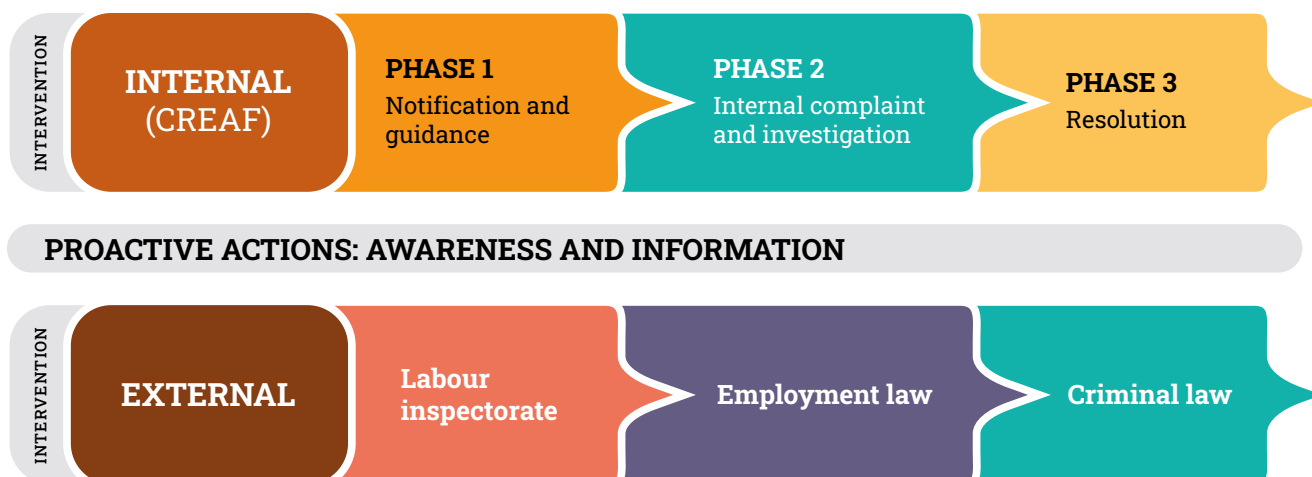 INTERVENTION
INTERNAL
(CREAF)
PHASE 1
Notification and
guidance
PHASE 2
Internal complaint
and investigation
PHASE 3
Resolution
PROACTIVE ACTIONS: AWARENESS AND INFORMATION
INTERVENTION
EXTERNAL
Labour
inspectorate
Employment law
Criminal law